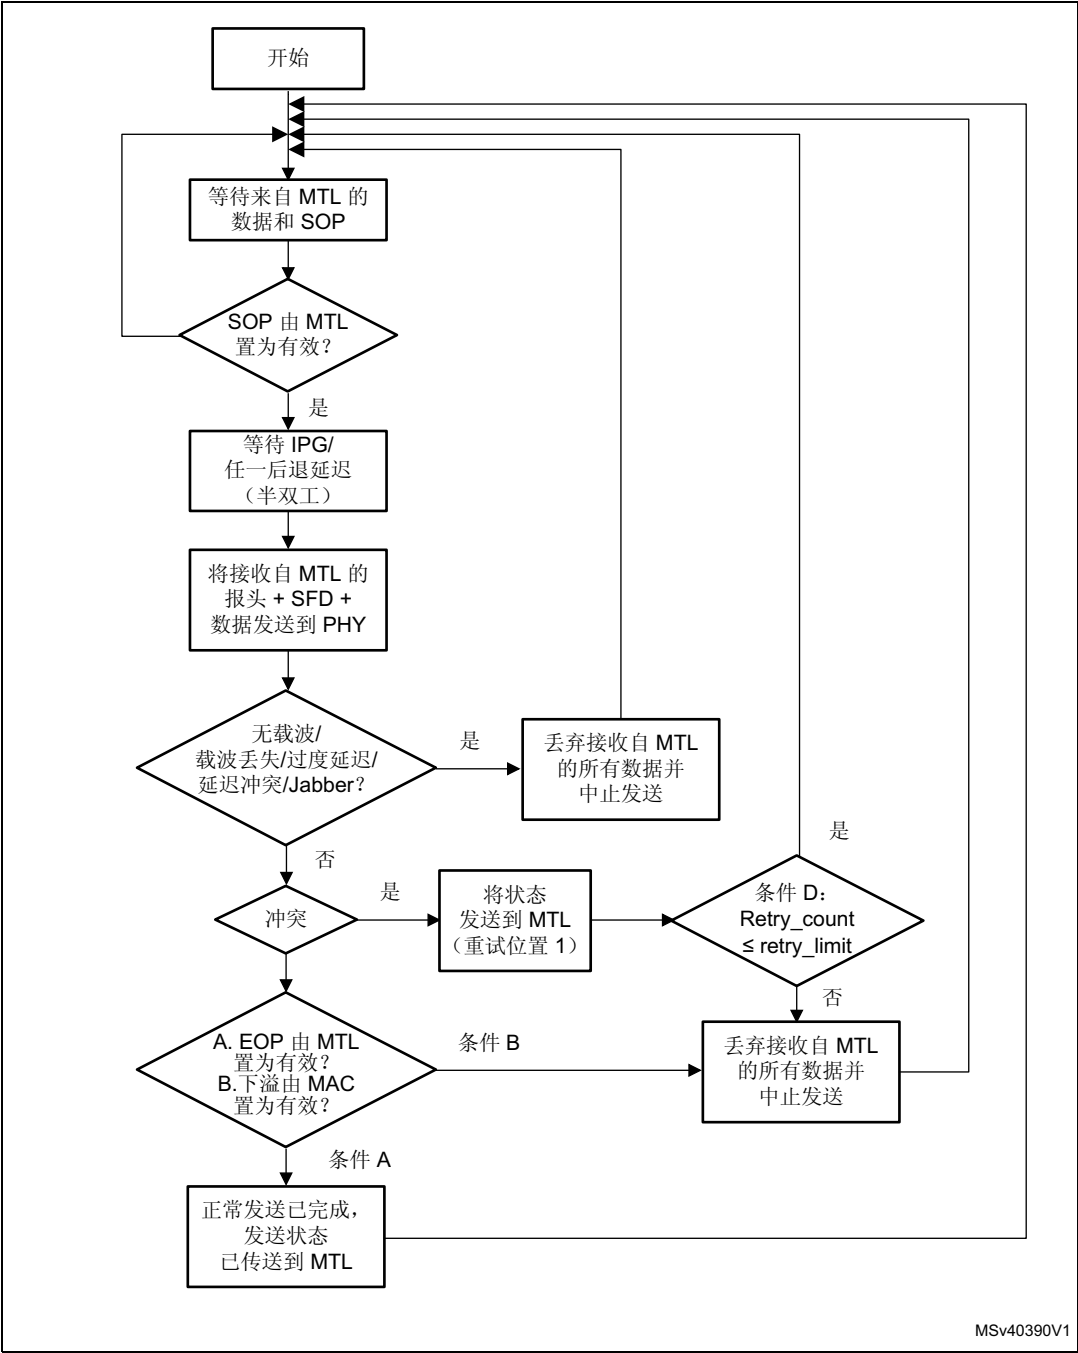 开始
等待来自 MTL 的
数据和 SOP
SOP 由 MTL
置为有效？
是
等待 IPG/
任一后退延迟
（半双工）
将接收自 MTL 的
报头 + SFD +
数据发送到 PHY
无载波/
载波丢失/过度延迟/
延迟冲突/Jabber？
是
丢弃接收自 MTL
的所有数据并
中止发送
否
冲突
是
将状态
发送到 MTL
（重试位置 1）
是
条件 D：
Retry_count
≤ retry_limit
否
A. EOP 由 MTL
置为有效？
B.下溢由 MAC
置为有效？
条件 B
丢弃接收自 MTL
的所有数据并
中止发送
条件 A
正常发送已完成，
发送状态
已传送到 MTL
MSv40390V1